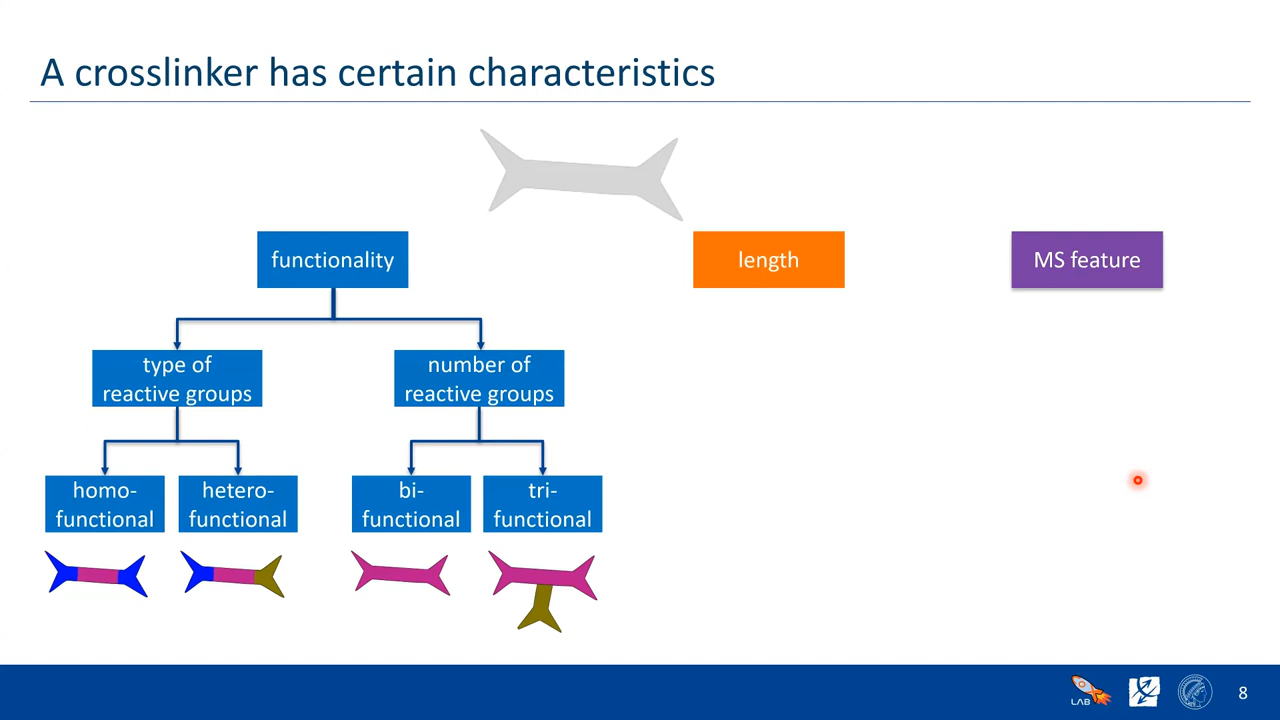 A crosslinker has certain characteristics
functionality
length
MS feature
type of
reactive groups
number of
reactive groups
homo-
functional
hetero-
functional
bi-
functional
tri-
functional
LAB
8